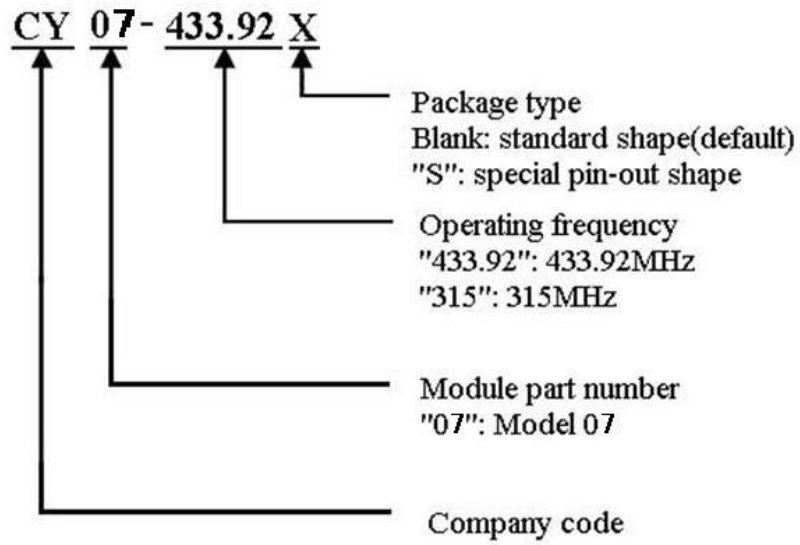 CY 07-433.92 X
Package type
Blank: standard shape(default)
"S": special pin-out shape
Operating frequency
"433.92": 433.92MHz
"315": 315MHz
Module part number
"07": Model 07
Company code